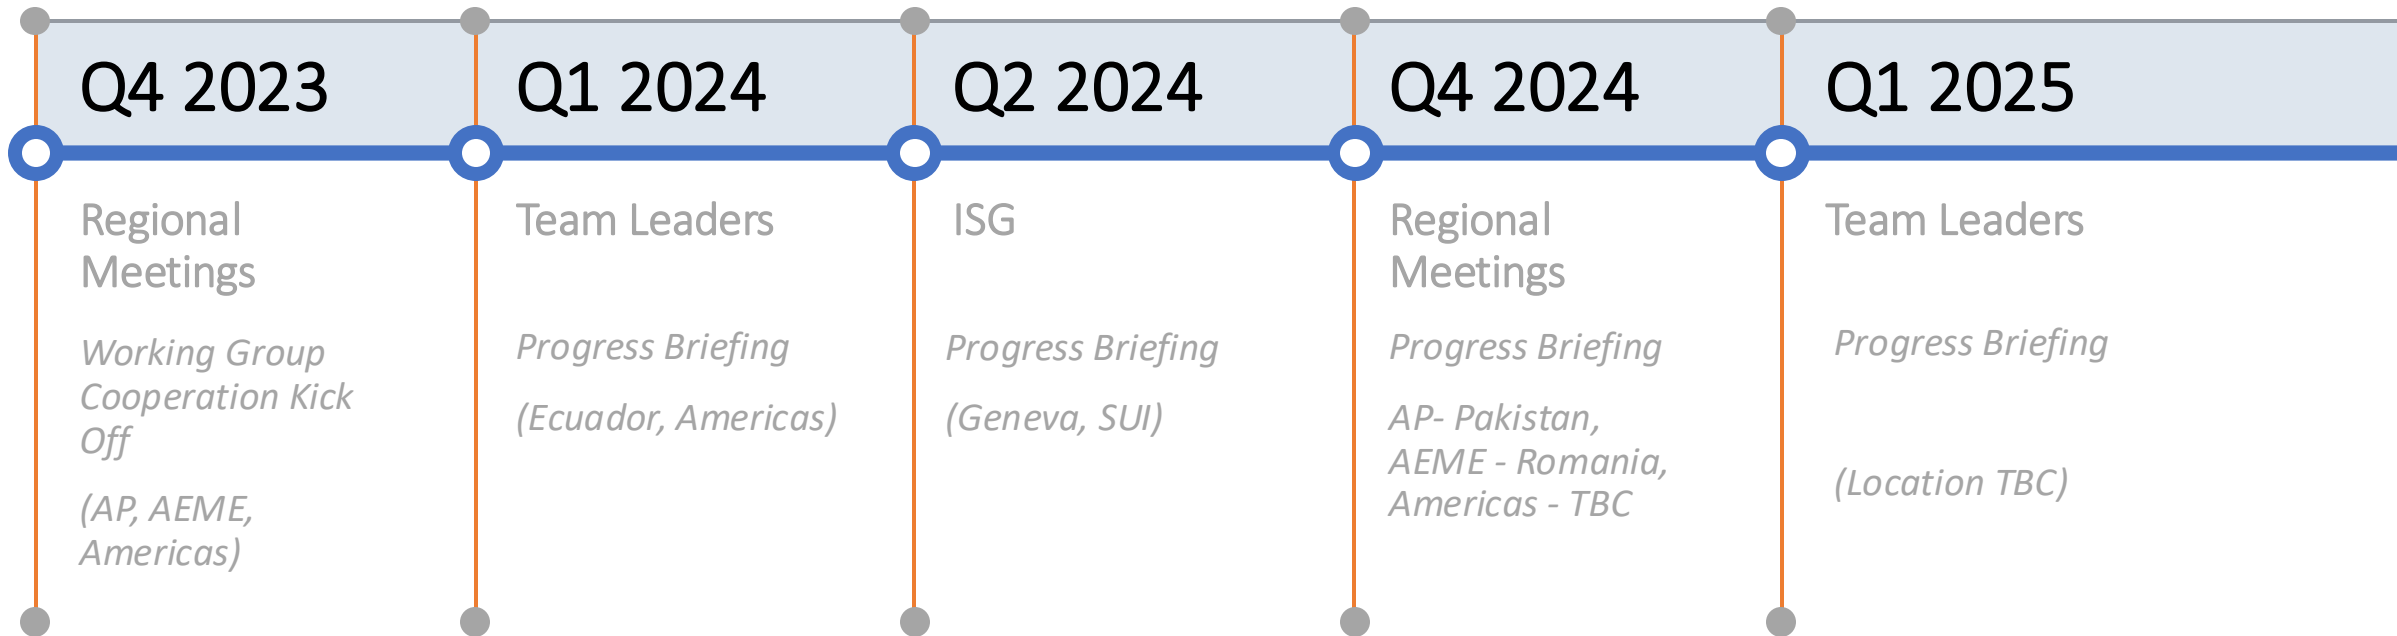 Q4 2023
Regional
Meetings
Working Group
Cooperation Kick
Off
(AP, AEME,
Americas)
Q1 2024
Team Leaders
Progress Briefing
(Ecuador, Americas)
Q2 2024
ISG
Progress Briefing
(Geneva, SUI)
Q4 2024
Regional
Meetings
Progress Briefing
AP- Pakistan,
AEME - Romania,
Americas - TBC
Q1 2025
Team Leaders
Progress Briefing
(Location TBC)